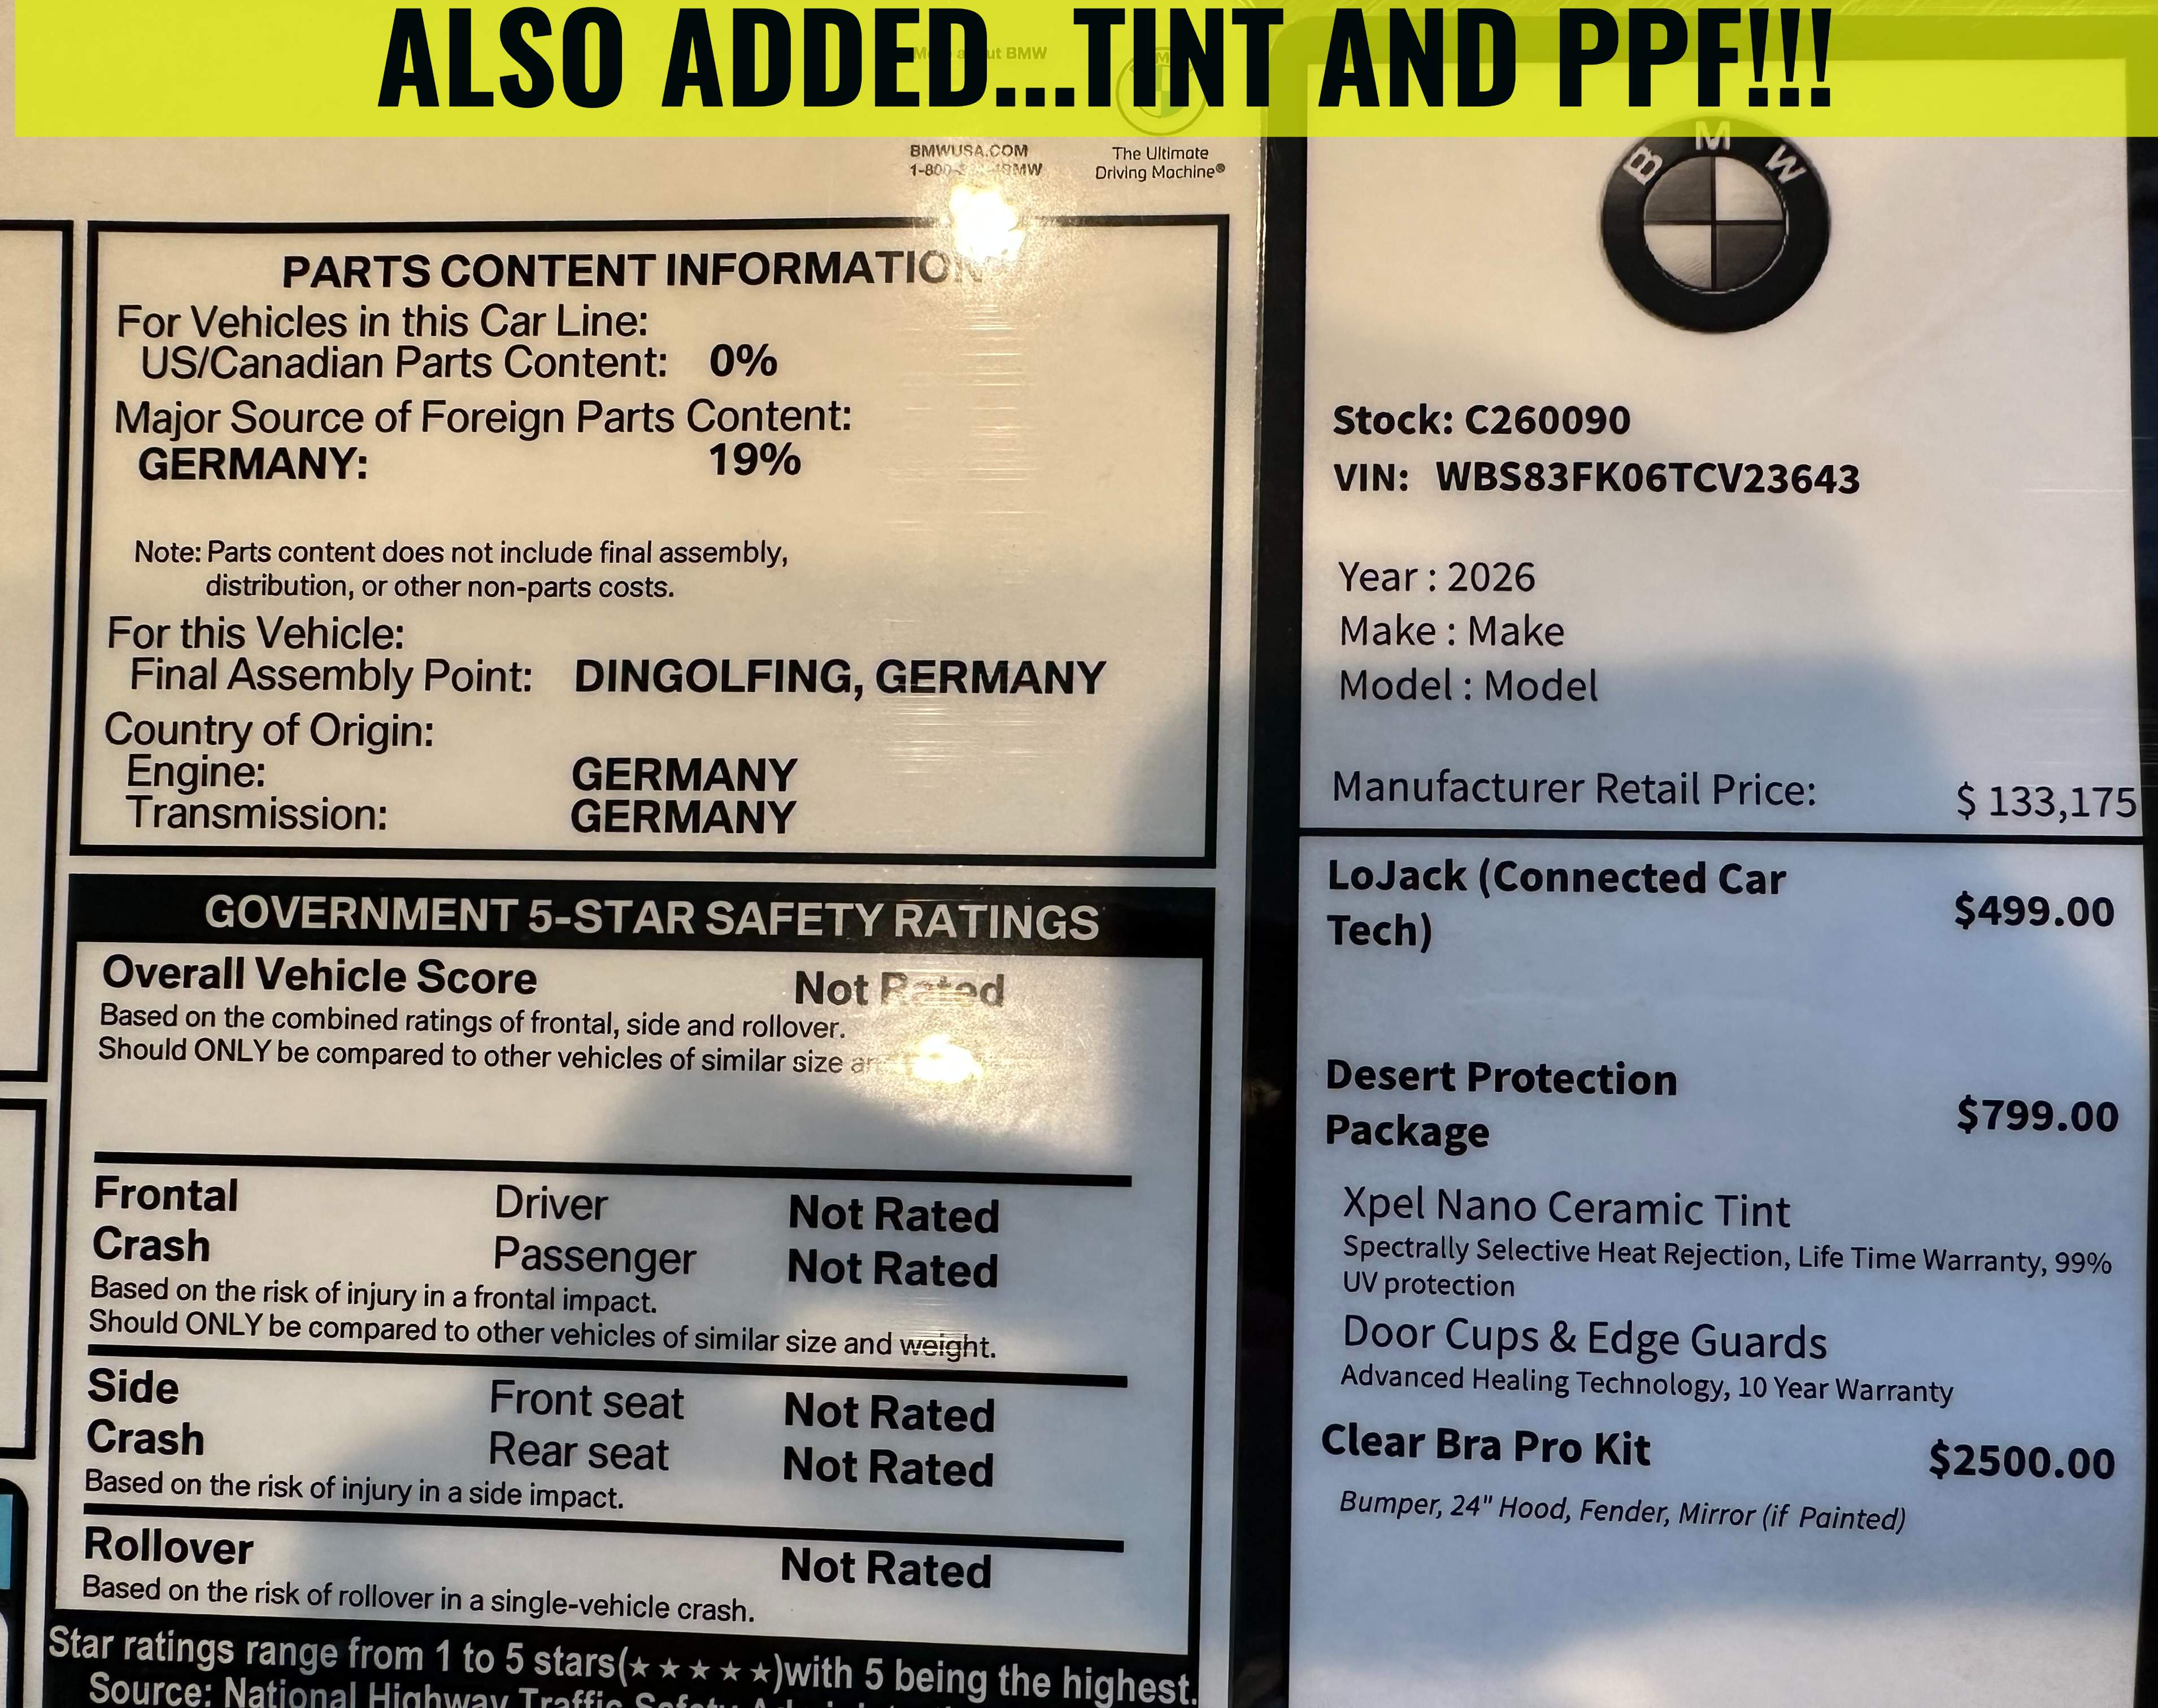 ALSO ADDED...TINT AND PPF!!!
ut BMW
BMWUSA.COM
1-800- BMW
The Ultimate
Driving Machine®
PARTS CONTENT INFORMATION
For Vehicles in this Car Line:
US/Canadian Parts Content: 0%
Major Source of Foreign Parts Content:
GERMANY: 19%
Note: Parts content does not include final assembly,
distribution, or other non-parts costs.
For this Vehicle:
Final Assembly Point: DINGOLFING, GERMANY
Country of Origin:
Engine: GERMANY
Transmission: GERMANY
GOVERNMENT 5-STAR SAFETY RATINGS
Overall Vehicle Score Not Rated
Based on the combined ratings of frontal, side and rollover.
Should ONLY be compared to other vehicles of similar size
Frontal Driver Not Rated
Crash Passenger Not Rated
Based on the risk of injury in a frontal impact.
Should ONLY be compared to other vehicles of similar size and weight.
Side Front seat Not Rated
Crash Rear seat Not Rated
Based on the risk of injury in a side impact.
Rollover Not Rated
Based on the risk of rollover in a single-vehicle crash.
Star ratings range from 1 to 5 stars(★★★★★)with 5 being the highest.
Source: National Highway Traffic Safety
BMW
Stock: C260090
VIN: WBS83FK06TCV23643
Year : 2026
Make : Make
Model : Model
Manufacturer Retail Price: $ 133,175
LoJack (Connected Car
Tech) $499.00
Desert Protection
Package $799.00
Xpel Nano Ceramic Tint
Spectrally Selective Heat Rejection, Life Time Warranty, 99%
UV protection
Door Cups & Edge Guards
Advanced Healing Technology, 10 Year Warranty
Clear Bra Pro Kit $2500.00
Bumper, 24" Hood, Fender, Mirror (if Painted)